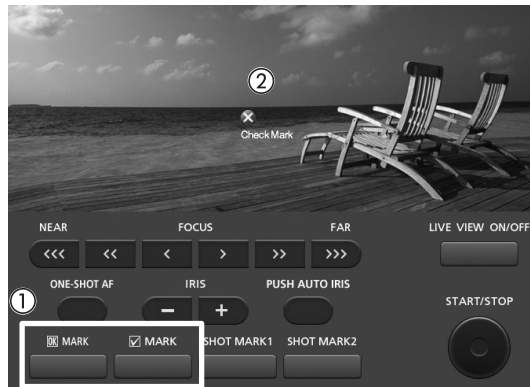 ②
Check Mark
NEAR FOCUS FAR LIVE VIEW ON/OFF
<<< << < > >> >>>
ONE-SHOT AF IRIS PUSH AUTO IRIS
− +
START/STOP
①
OK MARK ☑ MARK SHOT MARK1 SHOT MARK2